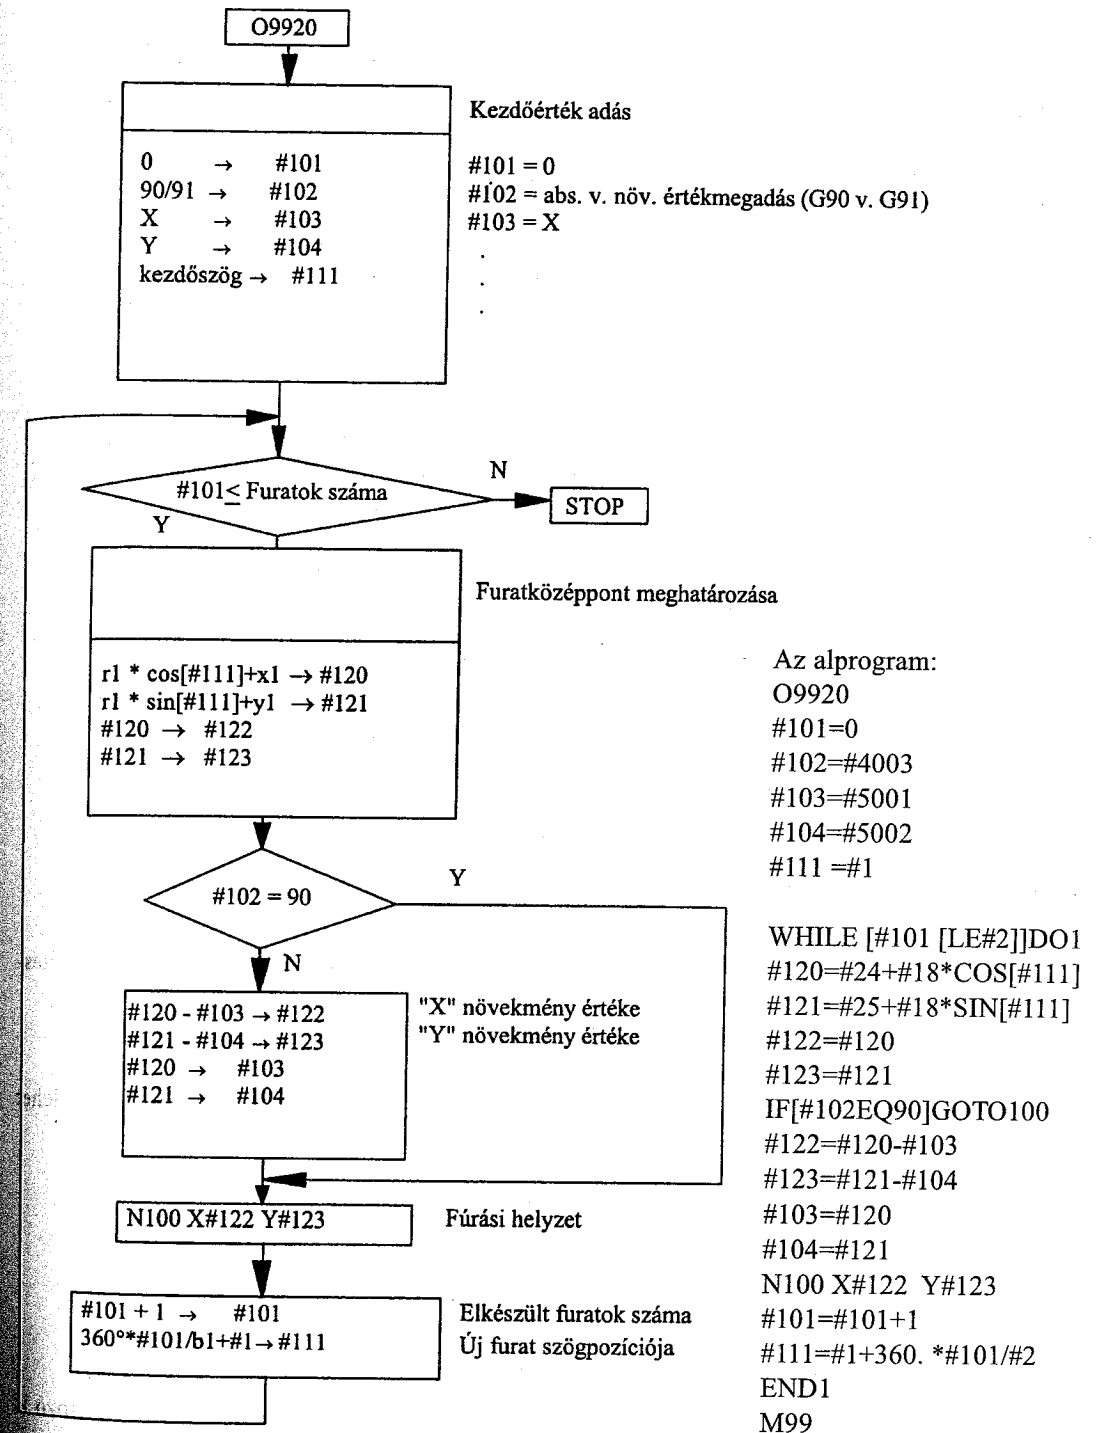 O9920
Kezdőérték adás
0 → #101
90/91 → #102
X → #103
Y → #104
kezdőszög → #111
#101 = 0
#102 = abs. v. növ. értékmegadás (G90 v. G91)
#103 = X
.
.
.
#101≤ Furatok száma
N
STOP
Y
Furatközéppont meghatározása
r1 * cos[#111]+x1 → #120
r1 * sin[#111]+y1 → #121
#120 → #122
#121 → #123
#102 = 90
Y
N
#120 - #103 → #122
#121 - #104 → #123
#120 → #103
#121 → #104
"X" növekmény értéke
"Y" növekmény értéke
N100 X#122 Y#123
Fúrási helyzet
#101 + 1 → #101
360°*#101/b1+#1→#111
Elkészült furatok száma
Új furat szögpozíciója
Az alprogram:
O9920
#101=0
#102=#4003
#103=#5001
#104=#5002
#111 =#1
WHILE [#101 [LE#2]]DO1
#120=#24+#18*COS[#111]
#121=#25+#18*SIN[#111]
#122=#120
#123=#121
IF[#102EQ90]GOTO100
#122=#120-#103
#123=#121-#104
#103=#120
#104=#121
N100 X#122 Y#123
#101=#101+1
#111=#1+360. *#101/#2
END1
M99